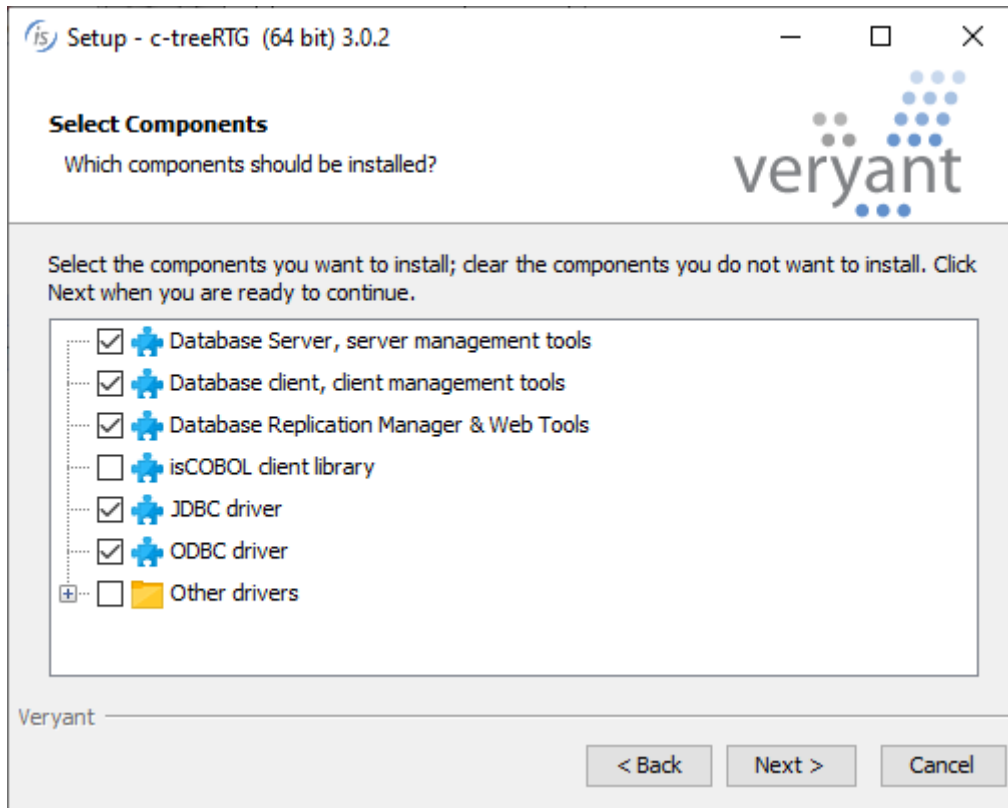 is Setup - c-treeRTG (64 bit) 3.0.2
Select Components
Which components should be installed?
veryant
Select the components you want to install; clear the components you do not want to install. Click
Next when you are ready to continue.
Database Server, server management tools
Database client, client management tools
Database Replication Manager & Web Tools
isCOBOL client library
JDBC driver
ODBC driver
Other drivers
Veryant
< Back Next > Cancel